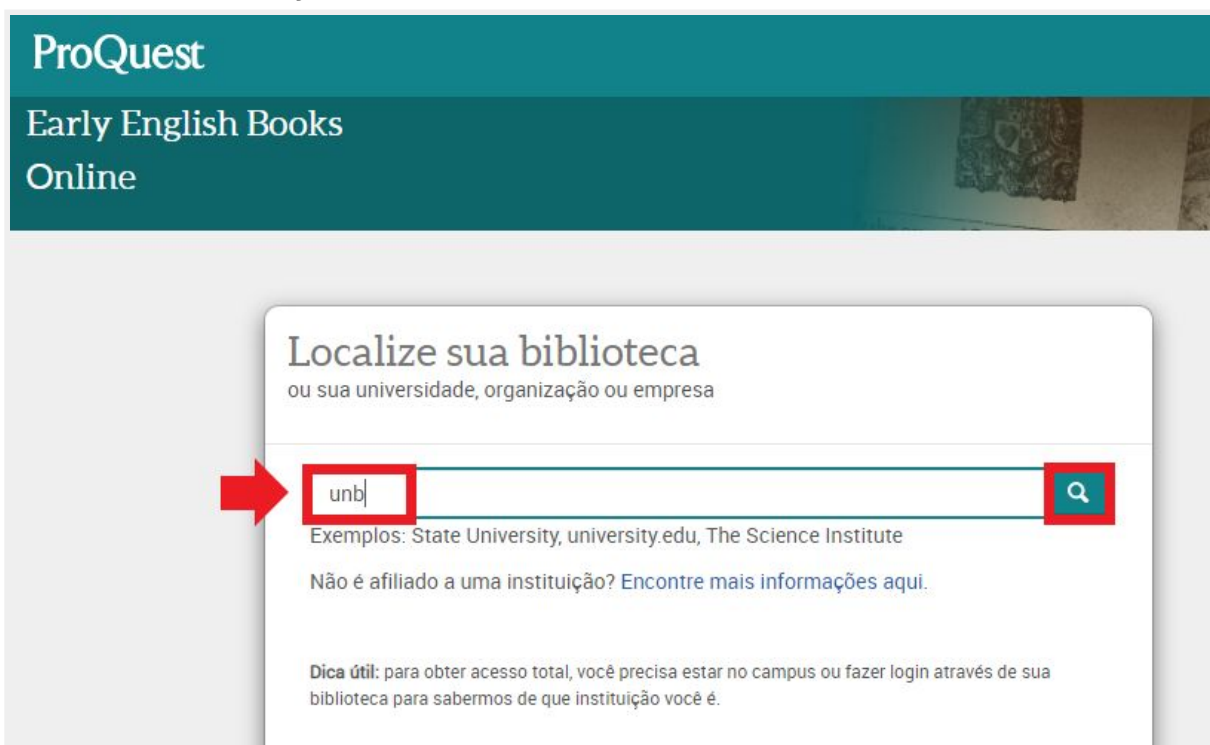 ProQuest
Early English Books
Online
Localize sua biblioteca
ou sua universidade, organização ou empresa
unb
Exemplos: State University, university.edu, The Science Institute
Não é afiliado a uma instituição? Encontre mais informações aqui.
Dica útil: para obter acesso total, você precisa estar no campus ou fazer login através de sua
biblioteca para sabermos de que instituição você é.